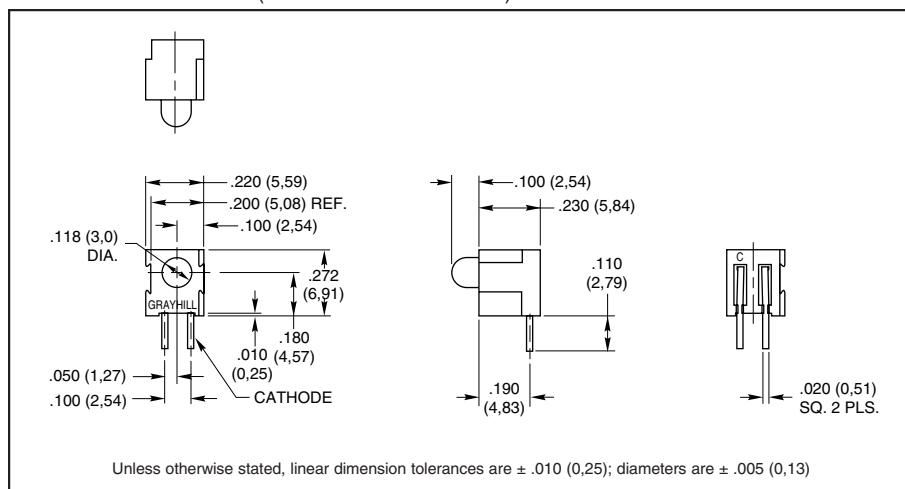 .220 (5,59)
.200 (5,08) REF.
.100 (2,54)
.118 (3,0)
DIA.
.272
(6,91)
GRAYHILL
.180
(4,57)
.010
(0,25)
.050 (1,27)
.100 (2,54)
CATHODE
.100 (2,54)
.230 (5,84)
.110
(2,79)
.190
(4,83)
C
.020 (0,51)
SQ. 2 PLS.
Unless otherwise stated, linear dimension tolerances are ± .010 (0,25); diameters are ± .005 (0,13)